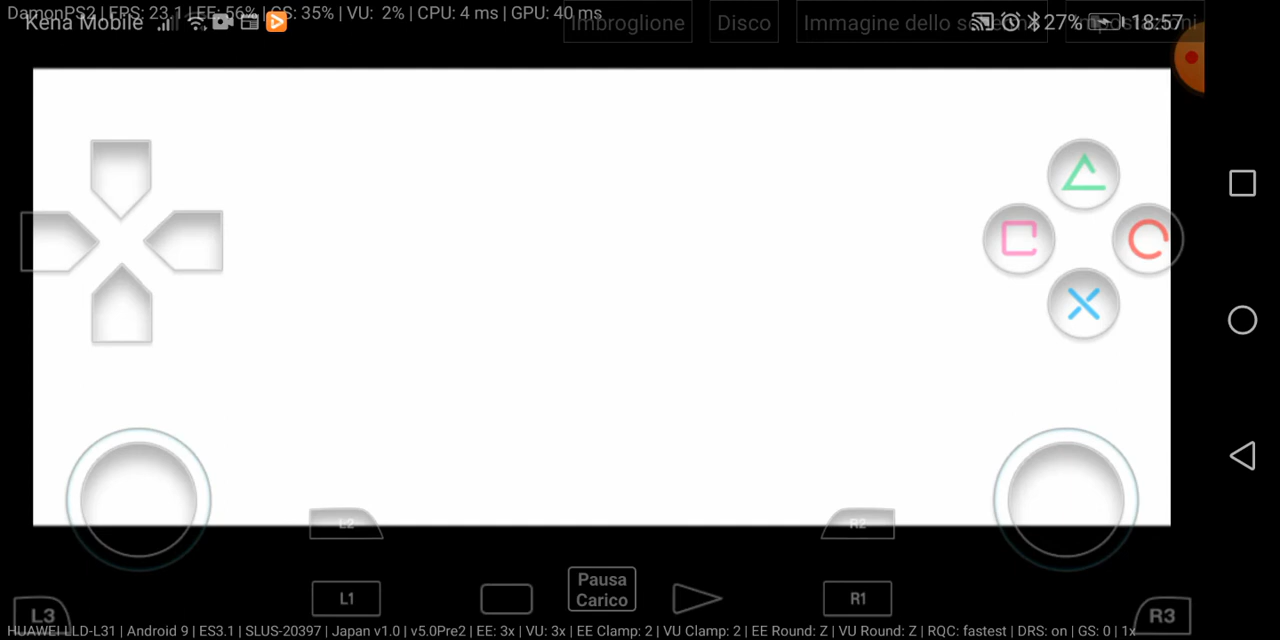 DamonPS2 | FPS: 23.1 | EE: 56% | GS: 35% | VU: 2% | CPU: 4 ms | GPU: 40 ms
Kena Mobile
Imbroglione
Disco
Immagine dello
27%
18:57
L2
R2
Pausa
Carico
L1
R1
L3
R3
HUAWEI LLD-L31 | Android 9 | ES3.1 | SLUS-20397 | Japan v1.0 | v5.0Pre2 | EE: 3x | VU: 3x | EE Clamp: 2 | VU Clamp: 2 | EE Round: Z | VU Round: Z | RQC: fastest | DRS: on | GS: 0 | 1x